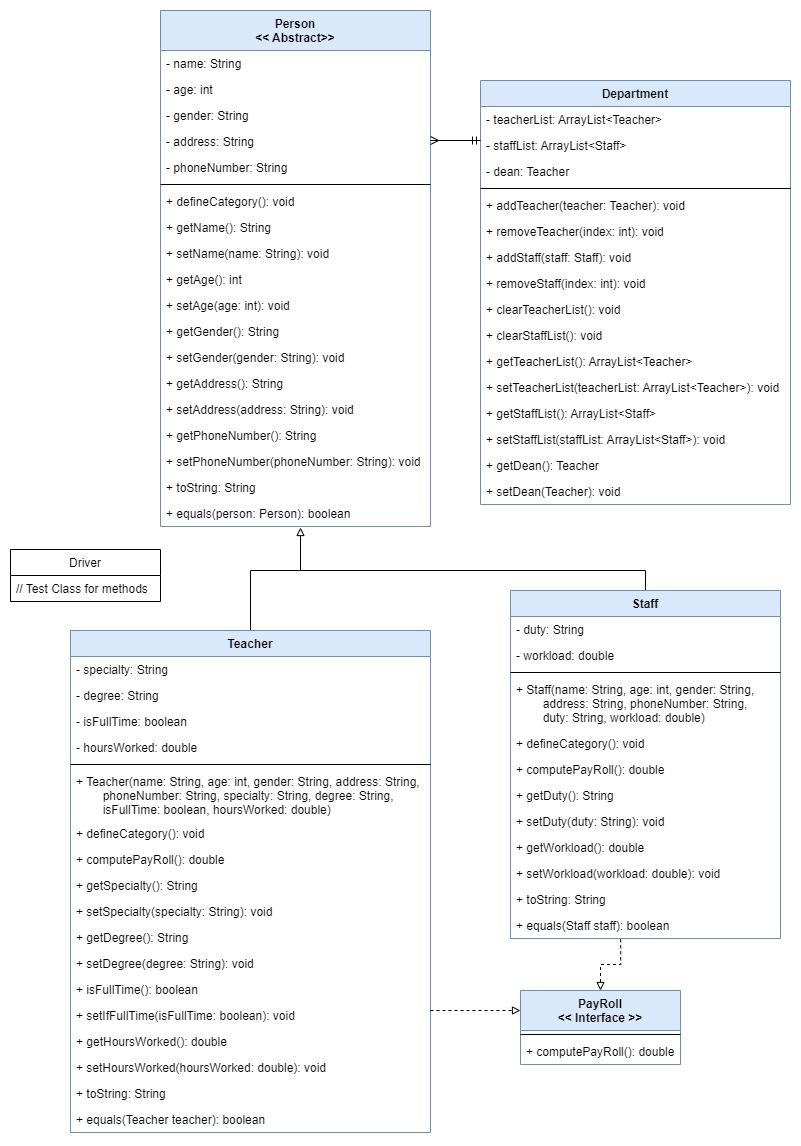 Person
<< Abstract>>
- name: String
- age: int
- gender: String
- address: String
- phoneNumber: String
+ defineCategory(): void
+ getName(): String
+ setName(name: String): void
+ getAge(): int
+ setAge(age: int): void
+ getGender(): String
+ setGender(gender: String): void
+ getAddress(): String
+ setAddress(address: String): void
+ getPhoneNumber(): String
+ setPhoneNumber(phoneNumber: String): void
+ toString: String
+ equals(person: Person): boolean
Department
- teacherList: ArrayList<Teacher>
- staffList: ArrayList<Staff>
- dean: Teacher
+ addTeacher(teacher: Teacher): void
+ removeTeacher(index: int): void
+ addStaff(staff: Staff): void
+ removeStaff(index: int): void
+ clearTeacherList(): void
+ clearStaffList(): void
+ getTeacherList(): ArrayList<Teacher>
+ setTeacherList(teacherList: ArrayList<Teacher>): void
+ getStaffList(): ArrayList<Staff>
+ setStaffList(staffList: ArrayList<Staff>): void
+ getDean(): Teacher
+ setDean(Teacher): void
Driver
// Test Class for methods
Teacher
- specialty: String
- degree: String
- isFullTime: boolean
- hoursWorked: double
+ Teacher(name: String, age: int, gender: String, address: String,
phoneNumber: String, specialty: String, degree: String,
isFullTime: boolean, hoursWorked: double)
+ defineCategory(): void
+ computePayRoll(): double
+ getSpecialty(): String
+ setSpecialty(specialty: String): void
+ getDegree(): String
+ setDegree(degree: String): void
+ isFullTime(): boolean
+ setIfFullTime(isFullTime: boolean): void
+ getHoursWorked(): double
+ setHoursWorked(hoursWorked: double): void
+ toString: String
+ equals(Teacher teacher): boolean
Staff
- duty: String
- workload: double
+ Staff(name: String, age: int, gender: String,
address: String, phoneNumber: String,
duty: String, workload: double)
+ defineCategory(): void
+ computePayRoll(): double
+ getDuty(): String
+ setDuty(duty: String): void
+ getWorkload(): double
+ setWorkload(workload: double): void
+ toString: String
+ equals(Staff staff): boolean
PayRoll
<< Interface >>
+ computePayRoll(): double